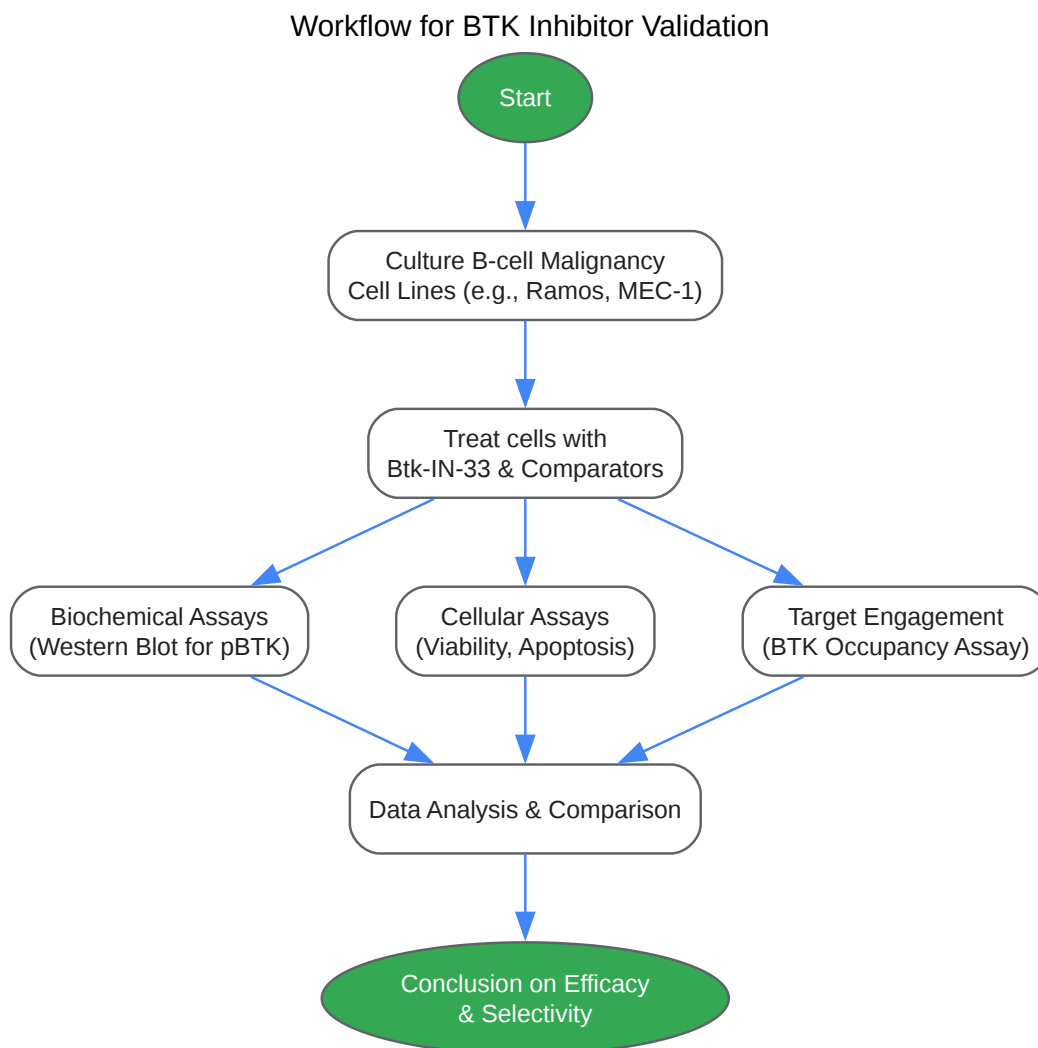 Workflow for BTK Inhibitor Validation
Start
Culture B-cell Malignancy
Cell Lines (e.g., Ramos, MEC-1)
Treat cells with
Btk-IN-33 & Comparators
Biochemical Assays
(Western Blot for pBTK)
Cellular Assays
(Viability, Apoptosis)
Target Engagement
(BTK Occupancy Assay)
Data Analysis & Comparison
Conclusion on Efficacy
& Selectivity